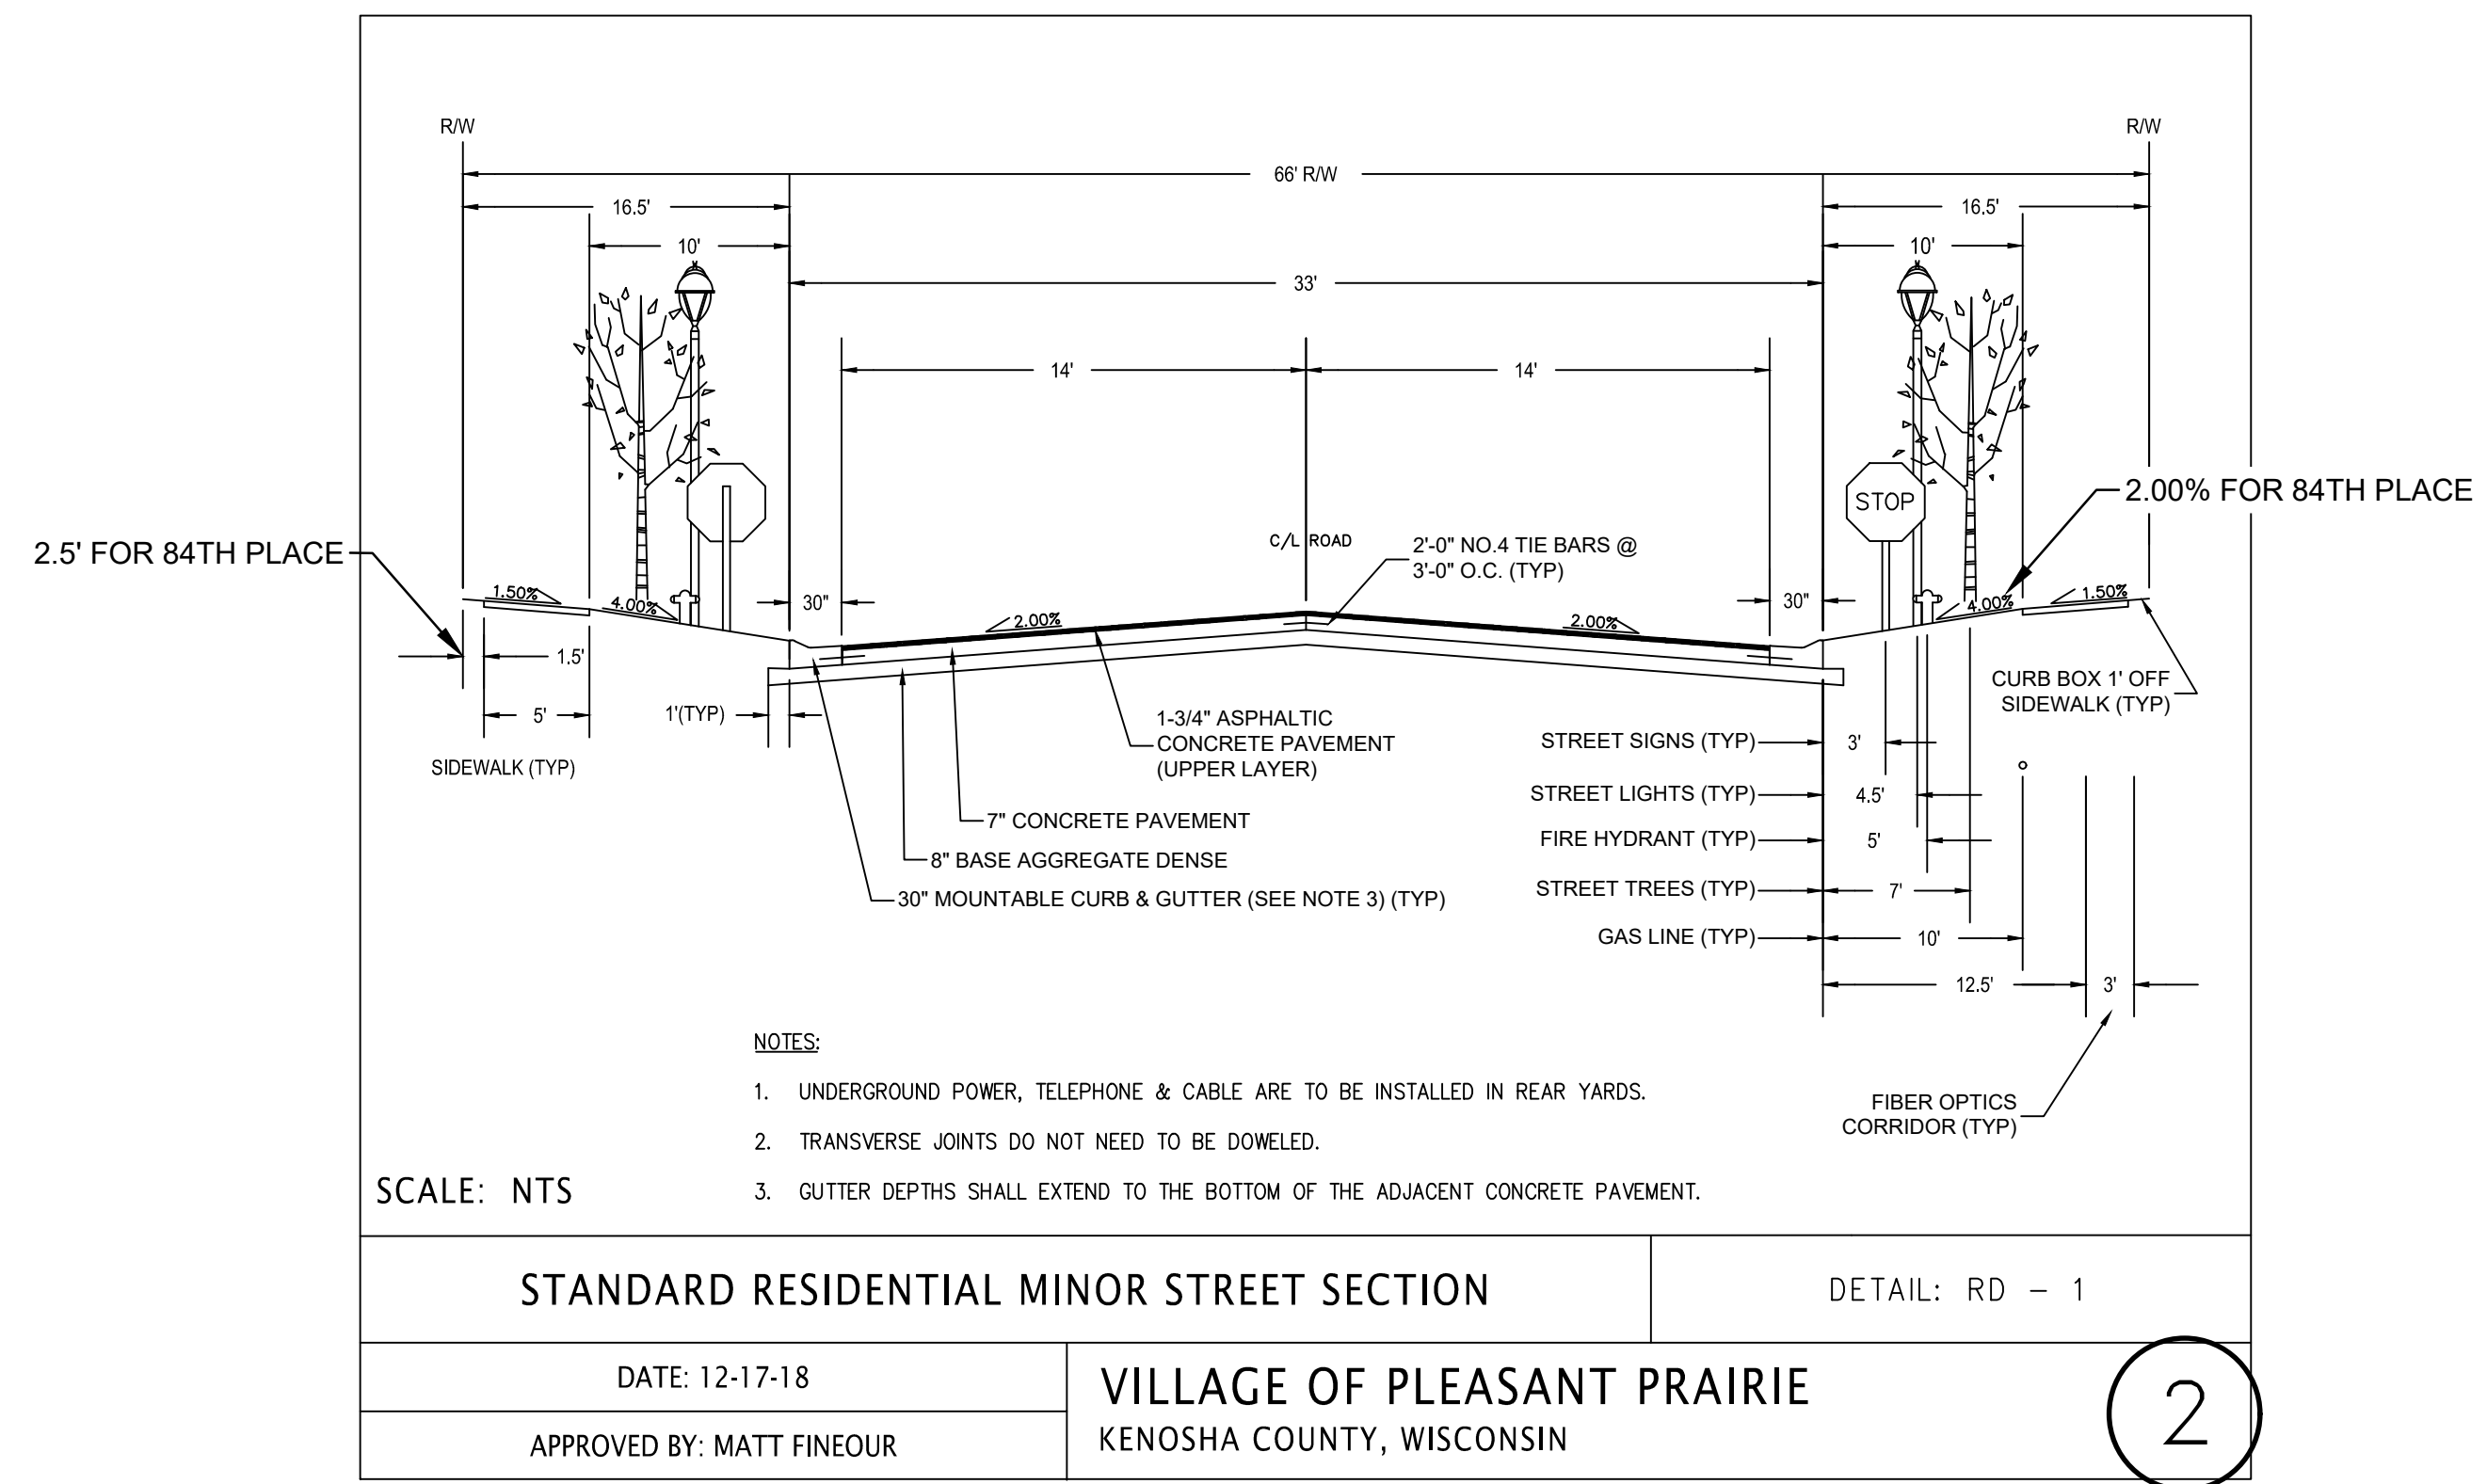 R/W
R/W
66' R/W
16.5'
16.5'
10'
10'
33'
14'
14'
STOP
2.00% FOR 84TH PLACE
2.5' FOR 84TH PLACE
C/L ROAD
2'-0" NO.4 TIE BARS @
3'-0" O.C. (TYP)
1.50%
4.00%
30"
2.00%
2.00%
30"
4.00%
1.50%
1.5'
5'
1'(TYP)
SIDEWALK (TYP)
CURB BOX 1' OFF
SIDEWALK (TYP)
1-3/4" ASPHALTIC
CONCRETE PAVEMENT
(UPPER LAYER)
7" CONCRETE PAVEMENT
8" BASE AGGREGATE DENSE
30" MOUNTABLE CURB & GUTTER (SEE NOTE 3) (TYP)
STREET SIGNS (TYP)
3'
STREET LIGHTS (TYP)
4.5'
FIRE HYDRANT (TYP)
5'
STREET TREES (TYP)
7'
GAS LINE (TYP)
10'
12.5'
3'
FIBER OPTICS
CORRIDOR (TYP)
NOTES:
1. UNDERGROUND POWER, TELEPHONE & CABLE ARE TO BE INSTALLED IN REAR YARDS.
2. TRANSVERSE JOINTS DO NOT NEED TO BE DOWELED.
3. GUTTER DEPTHS SHALL EXTEND TO THE BOTTOM OF THE ADJACENT CONCRETE PAVEMENT.
SCALE: NTS
STANDARD RESIDENTIAL MINOR STREET SECTION
DETAIL: RD - 1
DATE: 12-17-18
APPROVED BY: MATT FINEOUR
VILLAGE OF PLEASANT PRAIRIE
KENOSHA COUNTY, WISCONSIN
2